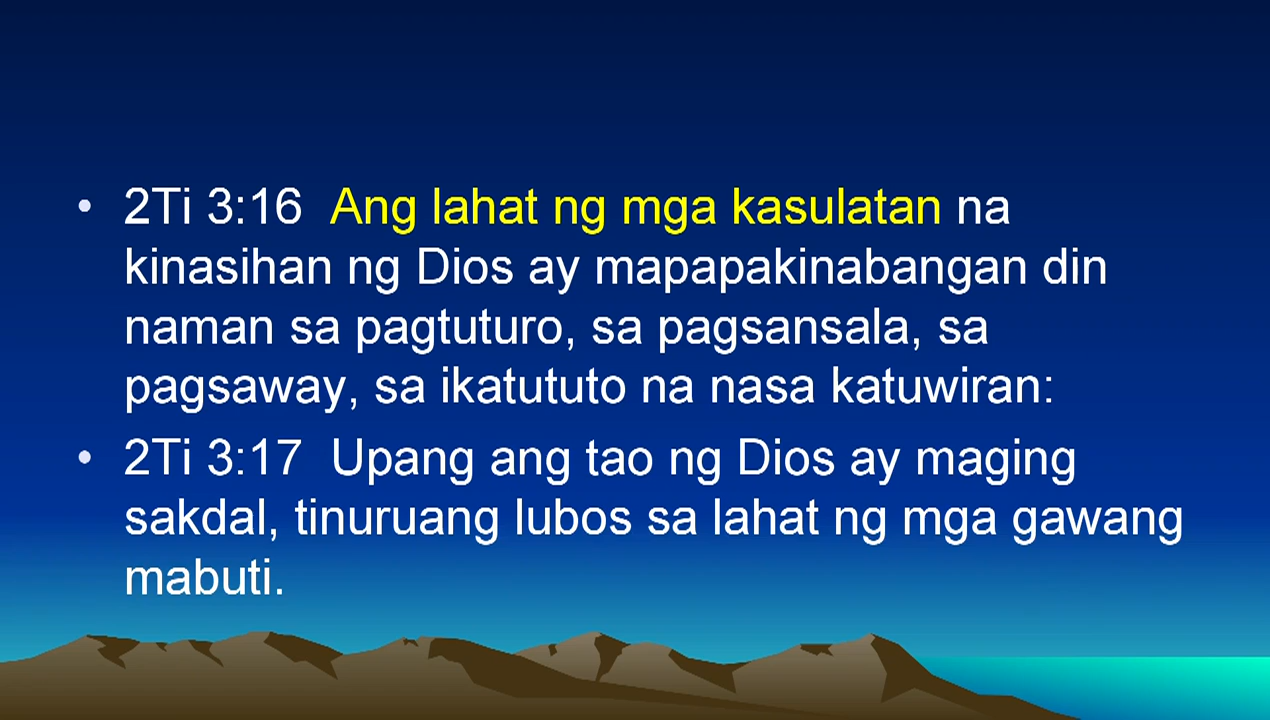 • 2Ti 3:16  Ang lahat ng mga kasulatan na
kinasihan ng Dios ay mapapakinabangan din
naman sa pagtuturo, sa pagsansala, sa
pagsaway, sa ikatututo na nasa katuwiran:
• 2Ti 3:17  Upang ang tao ng Dios ay maging
sakdal, tinuruang lubos sa lahat ng mga gawang
mabuti.